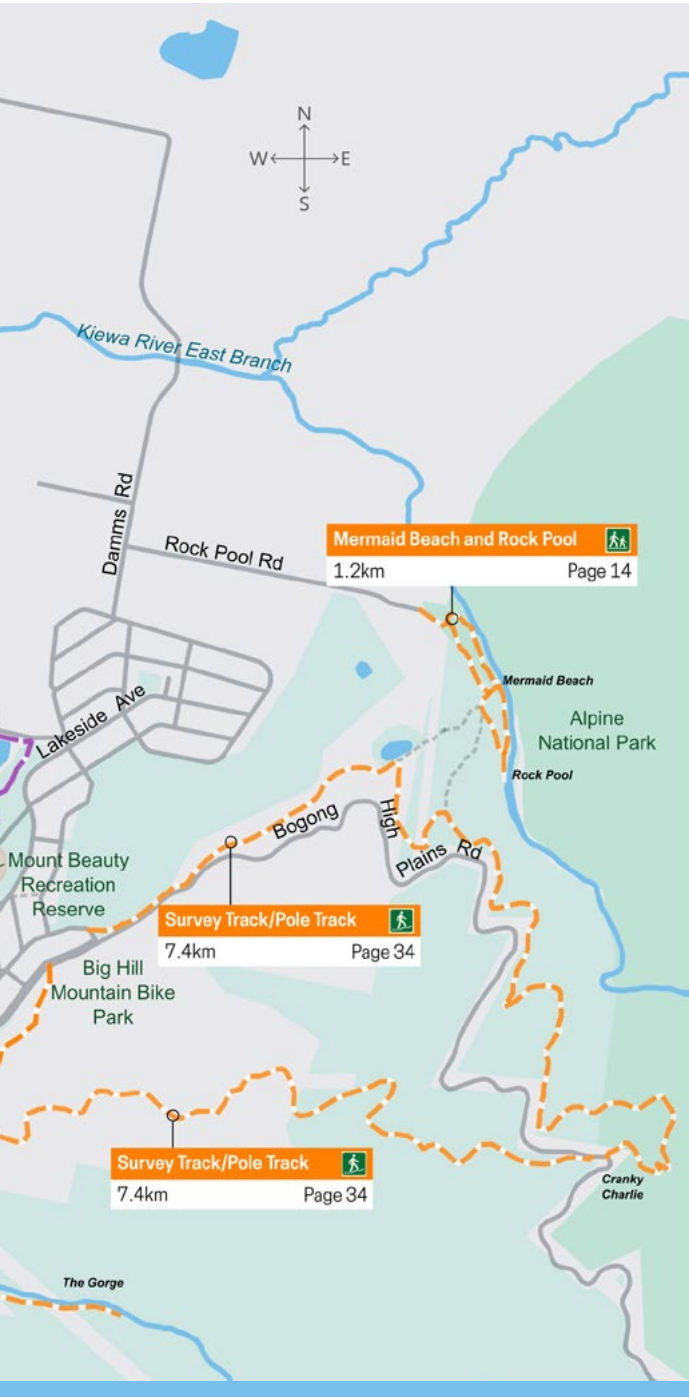 N
W E
S
Kiewa River East Branch
Damms Rd
Rock Pool Rd
Mermaid Beach and Rock Pool
1.2km Page 14
Mermaid Beach
Alpine
National Park
Lakeside Ave
Rock Pool
Bogong High Plains Rd
Mount Beauty
Recreation
Reserve
Survey Track/Pole Track
7.4km Page 34
Big Hill
Mountain Bike
Park
Survey Track/Pole Track
7.4km Page 34
Cranky
Charlie
The Gorge